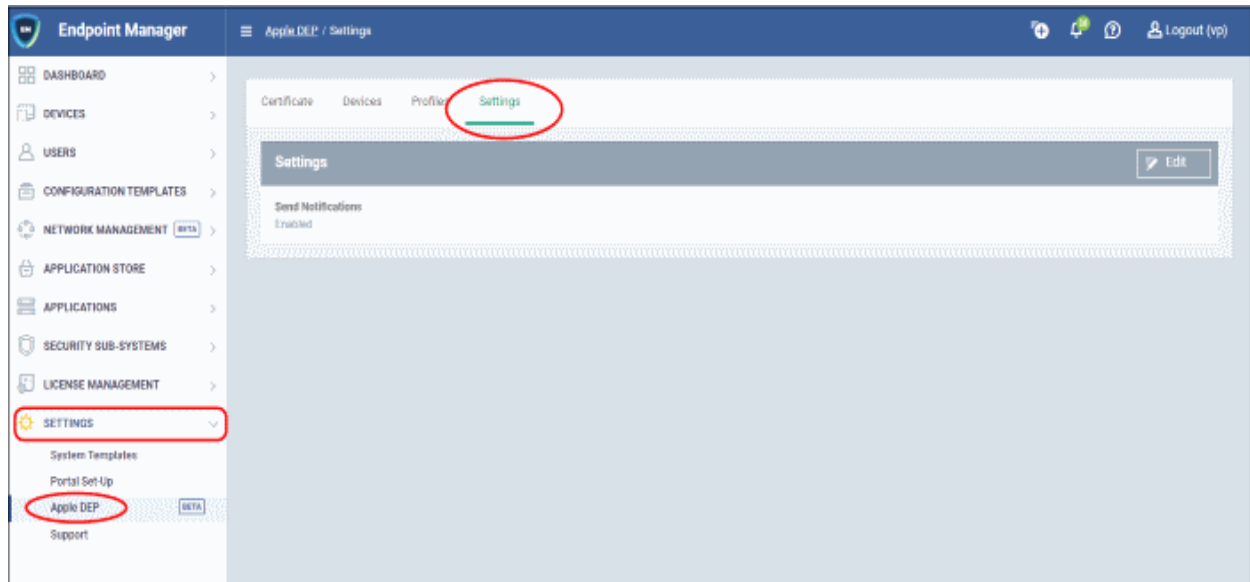 Endpoint Manager
Apple DEP / Settings
Logout (vp)
DASHBOARD
DEVICES
USERS
CONFIGURATION TEMPLATES
NETWORK MANAGEMENT BETA
APPLICATION STORE
APPLICATIONS
SECURITY SUB-SYSTEMS
LICENSE MANAGEMENT
SETTINGS
System Templates
Portal Set-Up
Apple DEP BETA
Support
Certificate Devices Profiles Settings
Settings
Edit
Send Notifications
Enabled